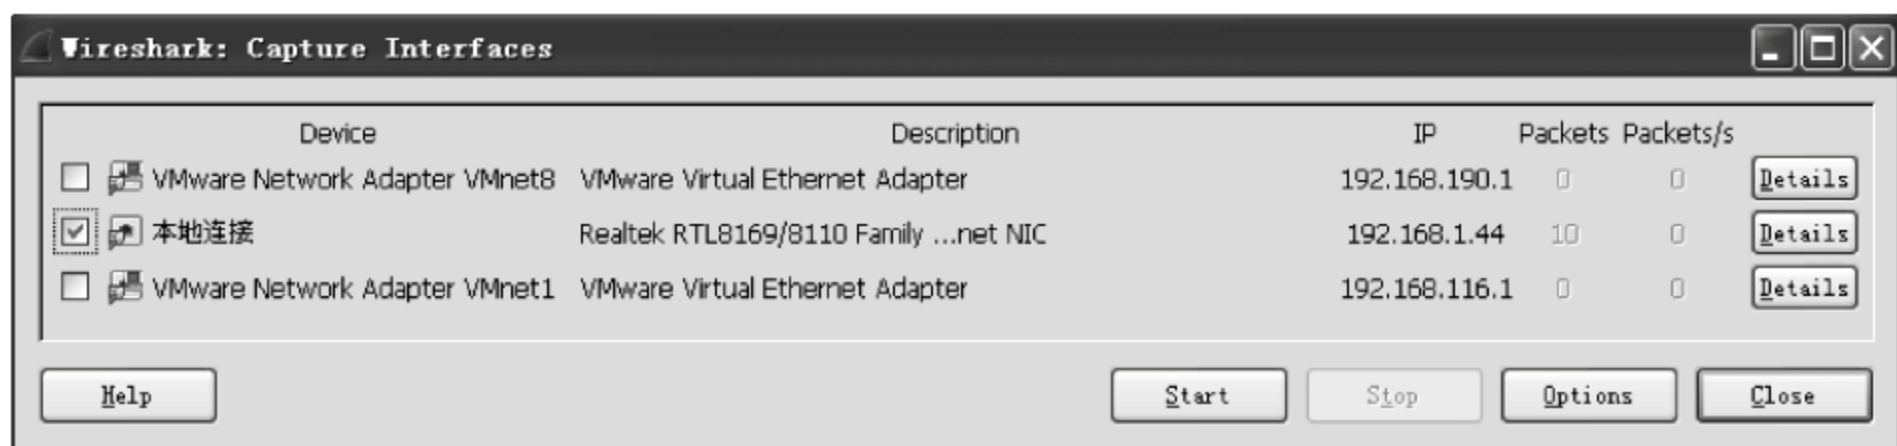 Wireshark: Capture Interfaces
Device Description IP Packets Packets/s
VMware Network Adapter VMnet8 VMware Virtual Ethernet Adapter 192.168.190.1 0 0 Details
本地连接 Realtek RTL8169/8110 Family ...net NIC 192.168.1.44 10 0 Details
VMware Network Adapter VMnet1 VMware Virtual Ethernet Adapter 192.168.116.1 0 0 Details
Help Start Stop Options Close